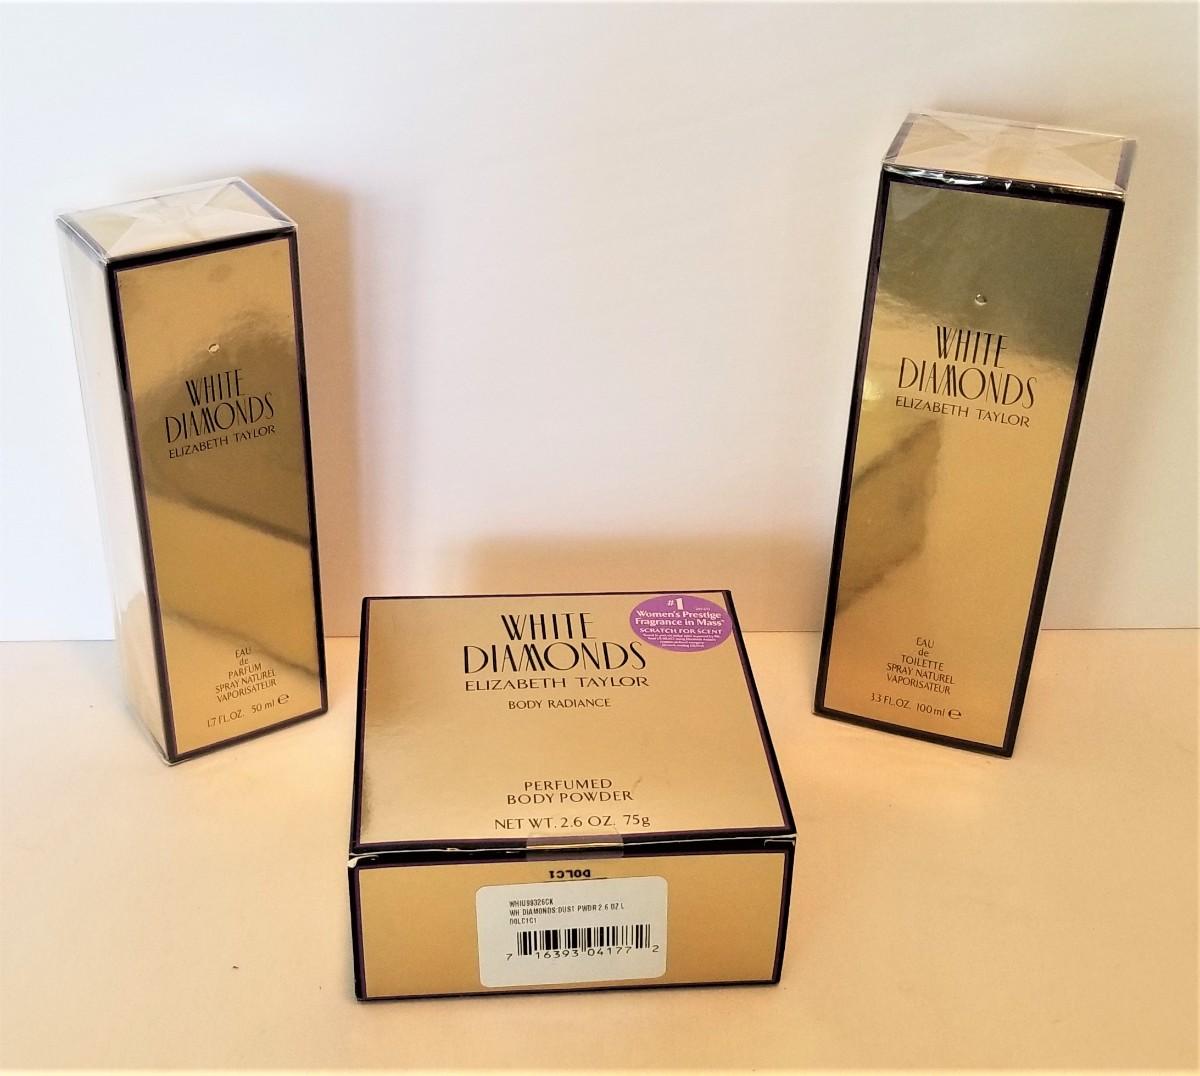 WHITE
DIAMONDS
ELIZABETH TAYLOR
EAU
de
PARFUM
SPRAY NATUREL
VAPORISATEUR
1.7 FL.OZ. 50 ml ℮
WHITE
DIAMONDS
ELIZABETH TAYLOR
EAU
de
TOILETTE
SPRAY NATUREL
VAPORISATEUR
3.3 FL.OZ. 100 ml ℮
WHITE
DIAMONDS
ELIZABETH TAYLOR
BODY RADIANCE
#1
Women's Prestige
Fragrance in Mass*
SCRATCH FOR SCENT
PERFUMED
BODY POWDER
NET WT. 2.6 OZ. 75g
DOLC1
WHIU98326CK
WH DIAMONDS:DUST PWDR 2.6 OZ L
DOLC1C1
7 16393 04177 2